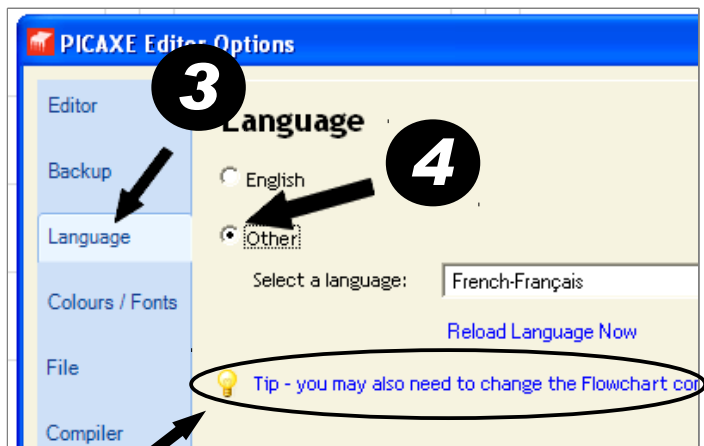 PICAXE Editor Options
3
Editor
Language
4
Backup
English
Language
Other
Select a language:
French-Français
Colours / Fonts
Reload Language Now
File
Tip - you may also need to change the Flowchart
Compiler